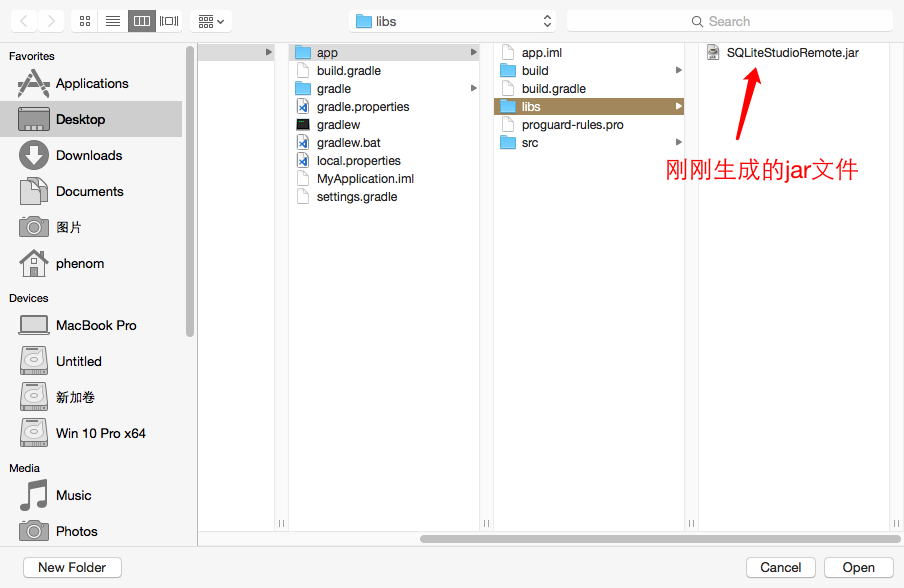 libs
Search
Favorites
Applications
Desktop
Downloads
Documents
图片
phenom
Devices
MacBook Pro
Untitled
新加卷
Win 10 Pro x64
Media
Music
Photos
app
build.gradle
gradle
gradle.properties
gradlew
gradlew.bat
local.properties
MyApplication.iml
settings.gradle
app.iml
build
build.gradle
libs
proguard-rules.pro
src
SQLiteStudioRemote.jar
刚刚生成的jar文件
New Folder
Cancel
Open